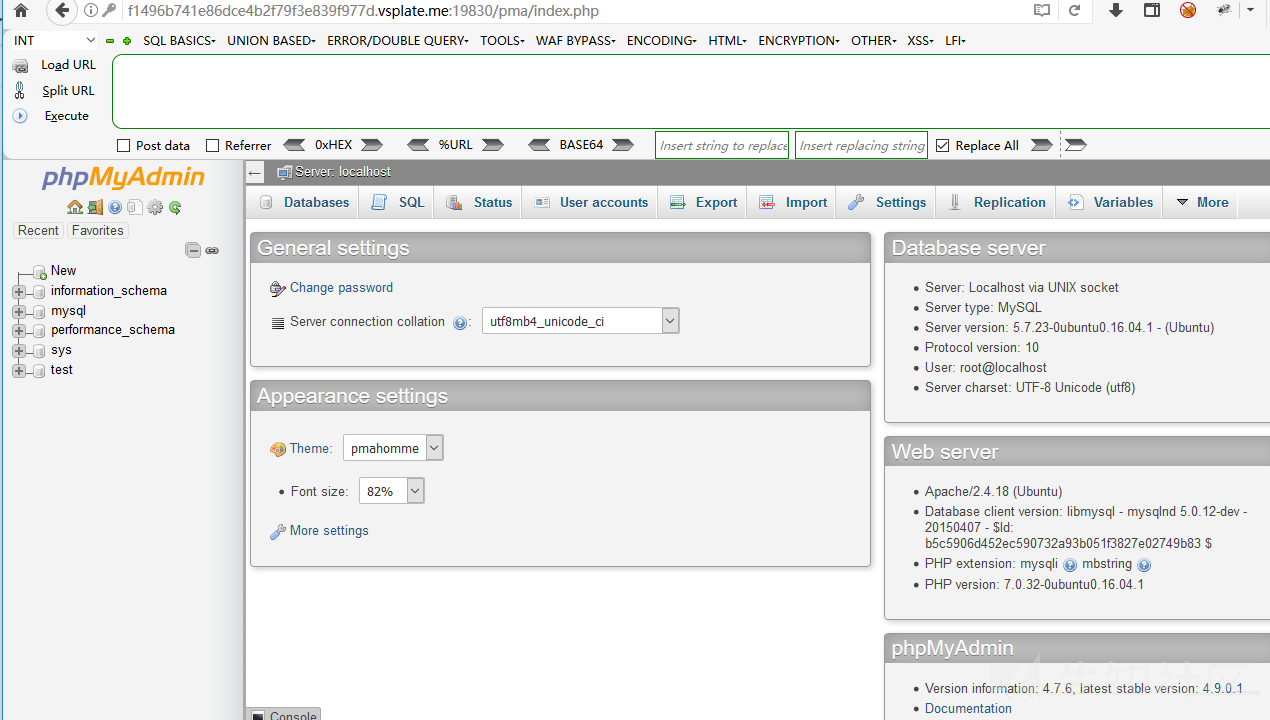 f1496b741e86dce4b2f79f3e839f977d.vsplate.me:19830/pma/index.php
INT SQL BASICS UNION BASED ERROR/DOUBLE QUERY TOOLS WAF BYPASS ENCODING HTML ENCRYPTION OTHER XSS LFI
Load URL
Split URL
Execute
Post data Referrer 0xHEX %URL BASE64 Insert string to replace Insert replacing string Replace All
phpMyAdmin
Recent Favorites
New
information_schema
mysql
performance_schema
sys
test
Server: localhost
Databases SQL Status User accounts Export Import Settings Replication Variables More
General settings
Change password
Server connection collation : utf8mb4_unicode_ci
Appearance settings
Theme: pmahomme
Font size: 82%
More settings
Database server
Server: Localhost via UNIX socket
Server type: MySQL
Server version: 5.7.23-0ubuntu0.16.04.1 - (Ubuntu)
Protocol version: 10
User: root@localhost
Server charset: UTF-8 Unicode (utf8)
Web server
Apache/2.4.18 (Ubuntu)
Database client version: libmysql - mysqlnd 5.0.12-dev -
20150407 - $Id:
b5c5906d452ec590732a93b051f3827e02749b83 $
PHP extension: mysqli mbstring
PHP version: 7.0.32-0ubuntu0.16.04.1
phpMyAdmin
Version information: 4.7.6, latest stable version: 4.9.0.1
Documentation
Console